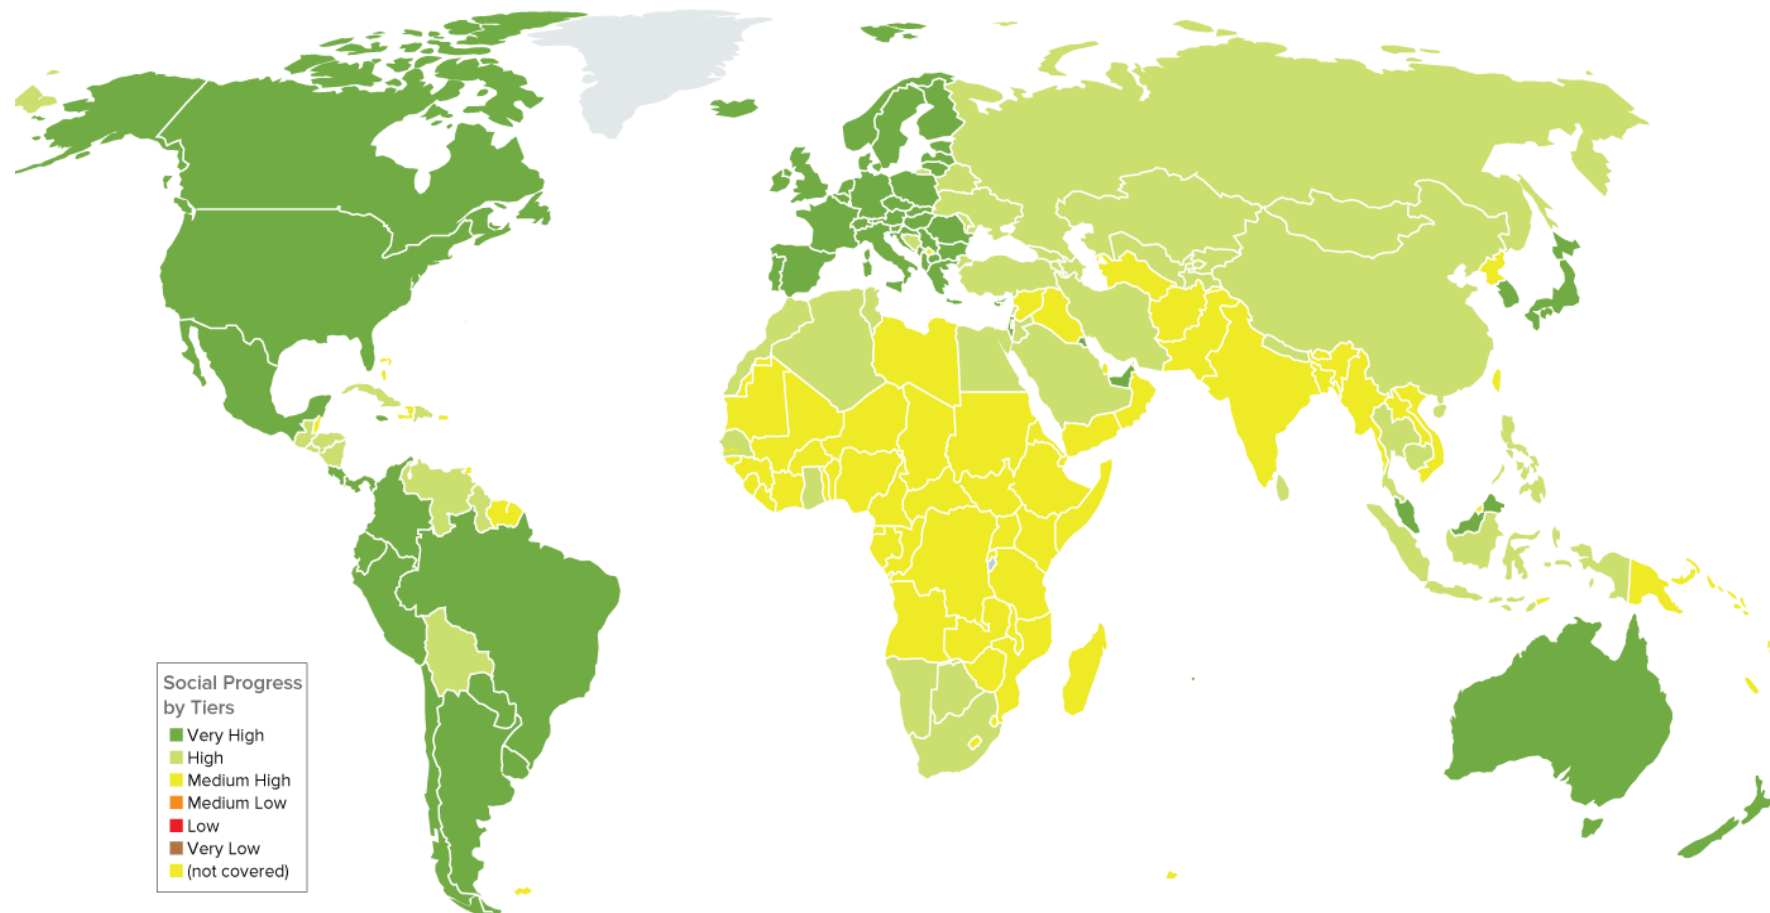 Social Progress
by Tiers
Very High
High
Medium High
Medium Low
Low
Very Low
(not covered)